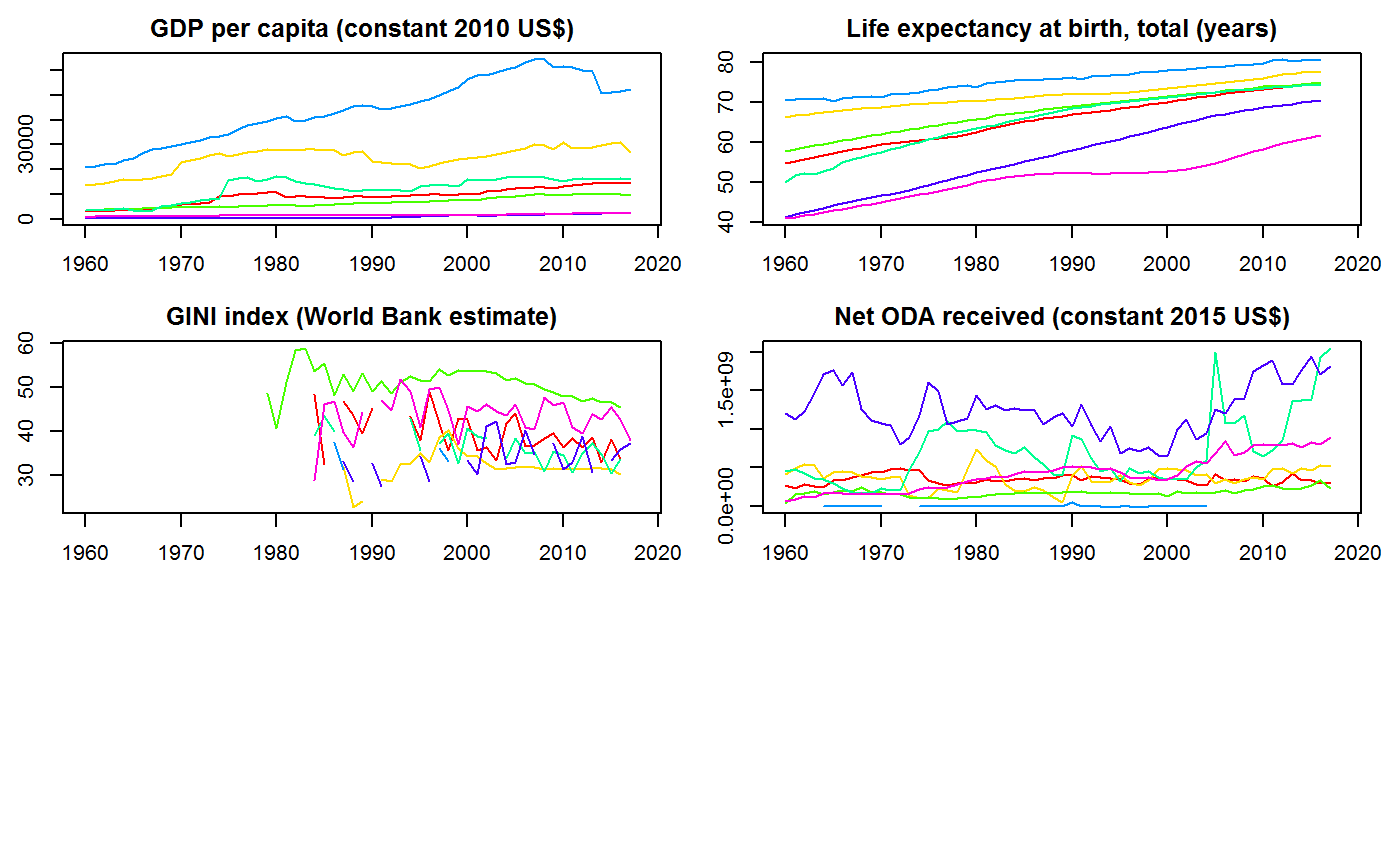 GDP per capita (constant 2010 US$)
0 30000
1960 1970 1980 1990 2000 2010 2020
Life expectancy at birth, total (years)
40 50 60 70 80
1960 1970 1980 1990 2000 2010 2020
GINI index (World Bank estimate)
30 40 50 60
1960 1970 1980 1990 2000 2010 2020
Net ODA received (constant 2015 US$)
0.0e+00 1.5e+09
1960 1970 1980 1990 2000 2010 2020